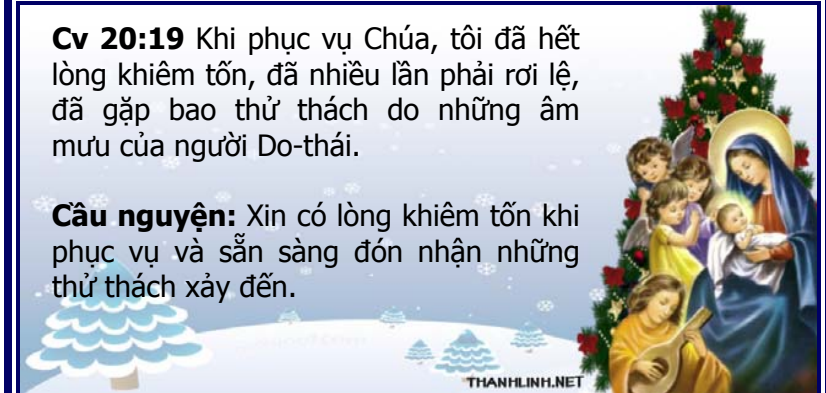 Cv 20:19 Khi phục vụ Chúa, tôi đã hết
lòng khiêm tốn, đã nhiều lần phải rơi lệ,
đã gặp bao thử thách do những âm
mưu của người Do-thái.
Cầu nguyện: Xin có lòng khiêm tốn khi
phục vụ và sẵn sàng đón nhận những
thử thách xảy đến.
THANHLINH.NET